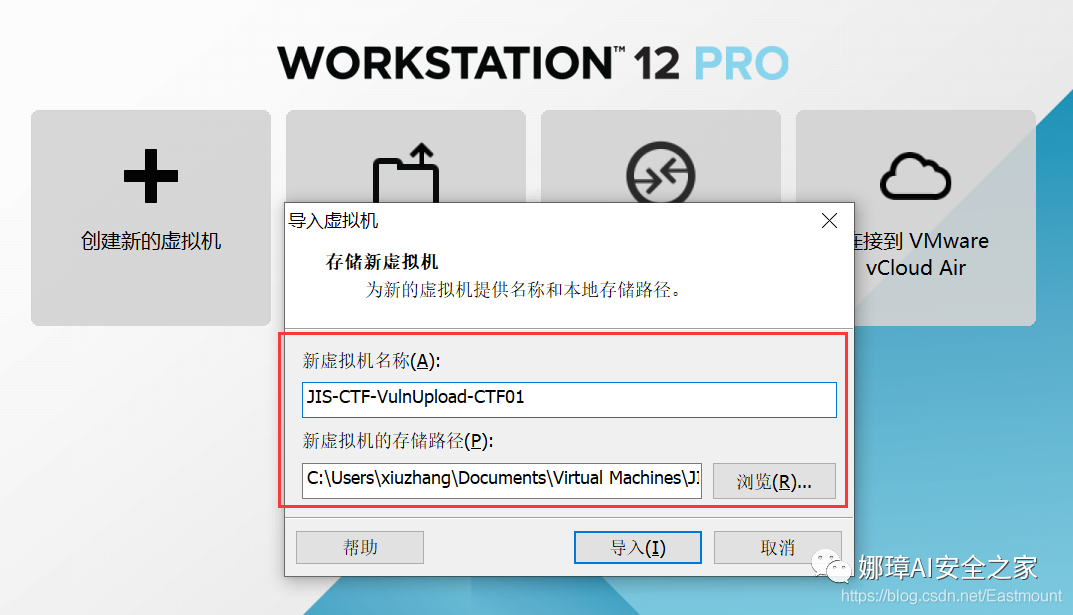 WORKSTATION™ 12 PRO
创建新的虚拟机
连接到 VMware
vCloud Air
导入虚拟机
存储新虚拟机
为新的虚拟机提供名称和本地存储路径。
新虚拟机名称(A):
JIS-CTF-VulnUpload-CTF01
新虚拟机的存储路径(P):
C:\Users\xiuzhang\Documents\Virtual Machines\JI
浏览(R)...
帮助
导入(I)
取消
娜璋AI安全之家
https://blog.csdn.net/Eastmount